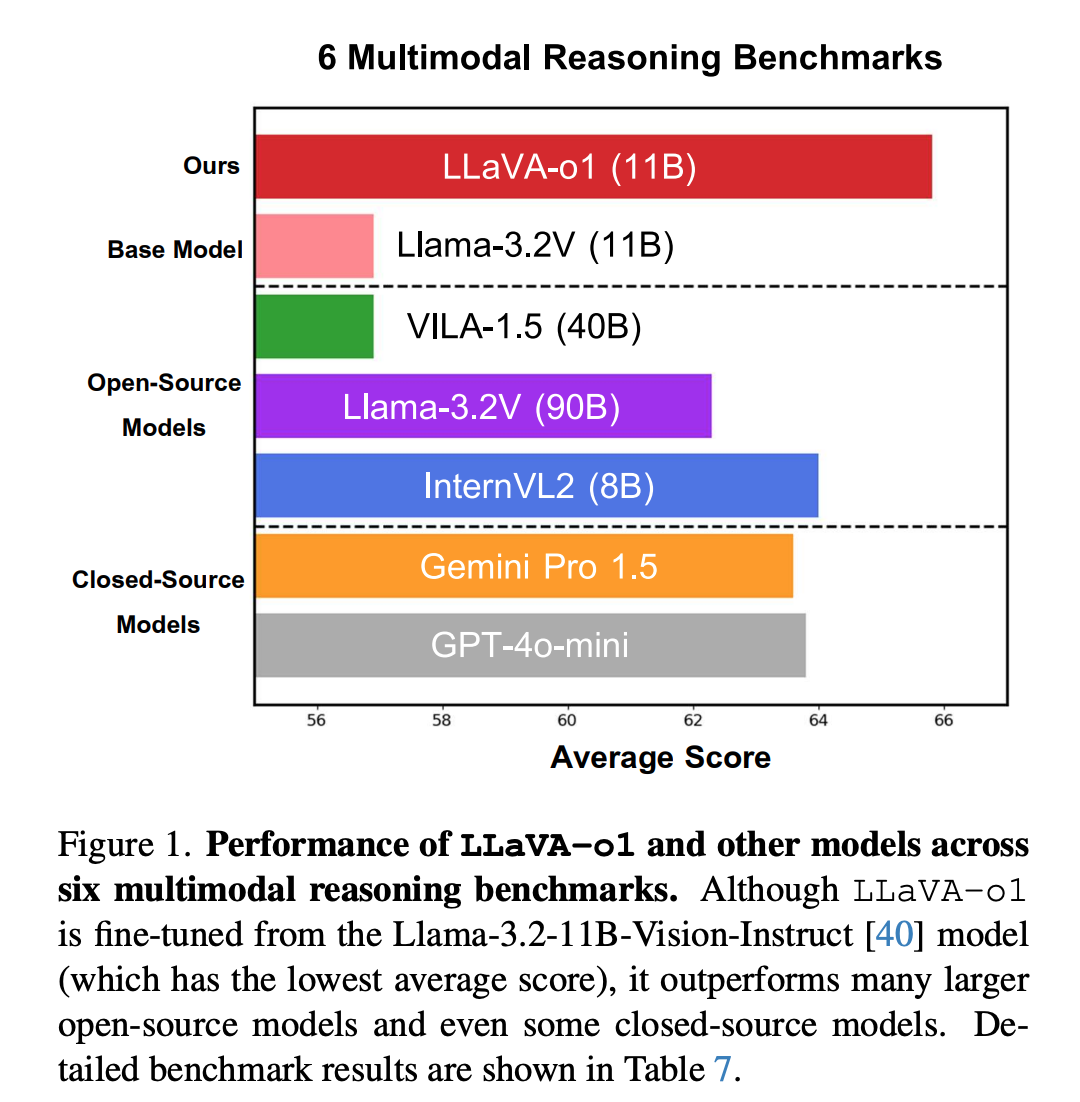 6 Multimodal Reasoning Benchmarks
Ours
LLaVA-o1 (11B)
Base Model
Llama-3.2V (11B)
VILA-1.5 (40B)
Open-Source
Models
Llama-3.2V (90B)
InternVL2 (8B)
Closed-Source
Models
Gemini Pro 1.5
GPT-4o-mini
56 58 60 62 64 66
Average Score
Figure 1. Performance of LLaVA-o1 and other models across
six multimodal reasoning benchmarks. Although LLaVA-o1
is fine-tuned from the Llama-3.2-11B-Vision-Instruct [40] model
(which has the lowest average score), it outperforms many larger
open-source models and even some closed-source models. De-
tailed benchmark results are shown in Table 7.